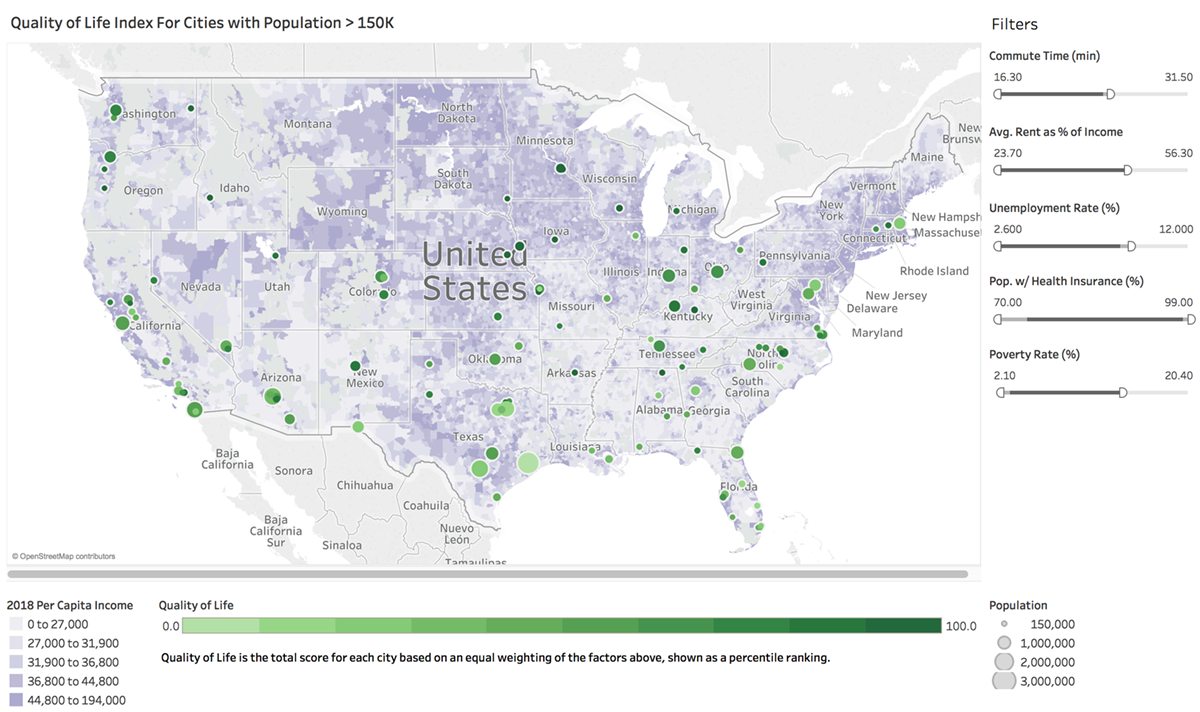 Quality of Life Index For Cities with Population > 150K
Filters
Commute Time (min)
16.30 31.50
Avg. Rent as % of Income
23.70 56.30
Unemployment Rate (%)
2.600 12.000
Pop. w/ Health Insurance (%)
70.00 99.00
Poverty Rate (%)
2.10 20.40
ashington
Montana
North
Dakota
Minnesota
New
Brunsw
Maine
Oregon
Idaho
South
Dakota
Wisconsin
Vermont
Wyoming
Michigan
New
York
New Hampsh
Massachuse
Connecticut
Iowa
United
States
Nevada
Utah
Colorado
Illinois
Indiana
Ohio
Pennsylvania
Rhode Island
New Jersey
Delaware
Maryland
West
Virginia
Virginia
Missouri
Kentucky
California
Tennessee
Oklahoma
Arkansas
Arizona
New
Mexico
South
Carolina
Alabama Georgia
Texas
Louisiana
Florida
Baja
California
Sonora
Chihuahua
Coahuila
Baja
California
Sur
Sinaloa
Nuevo
León
Tamaulipas
© OpenStreetMap contributors
2018 Per Capita Income
0 to 27,000
27,000 to 31,900
31,900 to 36,800
36,800 to 44,800
44,800 to 194,000
Quality of Life
0.0 100.0
Quality of Life is the total score for each city based on an equal weighting of the factors above, shown as a percentile ranking.
Population
150,000
1,000,000
2,000,000
3,000,000